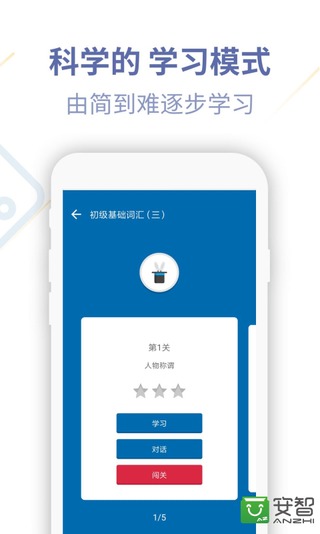 科学的 学习模式
由简到难逐步学习
初级基础词汇（三）
第1关
人物称谓
学习
对话
闯关
1/5
安智
ANZHI